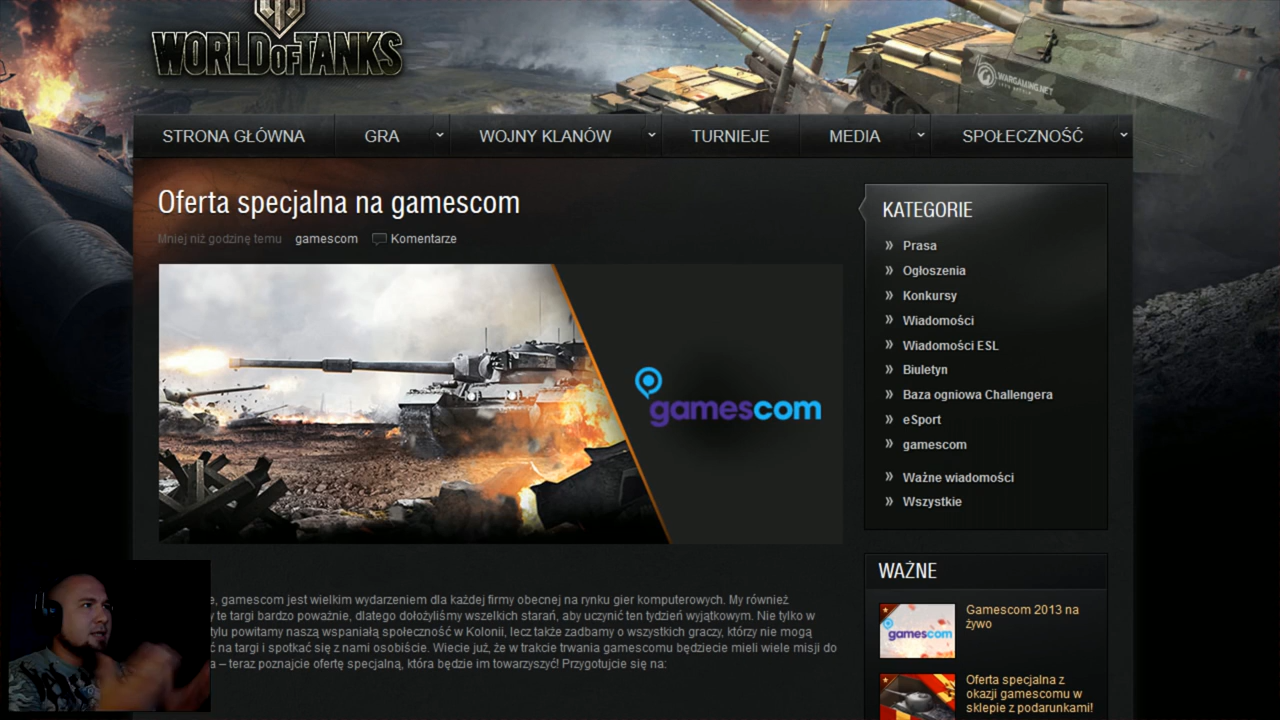 WORLD OF TANKS
WARGAMING.NET
STRONA GŁÓWNA
GRA
WOJNY KLANÓW
TURNIEJE
MEDIA
SPOŁECZNOŚĆ
Oferta specjalna na gamescom
Mniej niż godzinę temu gamescom Komentarze
gamescom
e, gamescom jest wielkim wydarzeniem dla każdej firmy obecnej na rynku gier komputerowych. My również
y te targi bardzo poważnie, dlatego dołożyliśmy wszelkich starań, aby uczynić ten tydzień wyjątkowym. Nie tylko w
tylu powitamy naszą wspaniałą społeczność w Kolonii, lecz także zadbamy o wszystkich graczy, którzy nie mogą
ć na targi i spotkać się z nami osobiście. Wiecie już, że w trakcie trwania gamescomu będziecie mieli wiele misji do
a – teraz poznajcie ofertę specjalną, która będzie im towarzyszyć! Przygotujcie się na:
KATEGORIE
Prasa
Ogłoszenia
Konkursy
Wiadomości
Wiadomości ESL
Biuletyn
Baza ogniowa Challengera
eSport
gamescom
Ważne wiadomości
Wszystkie
WAŻNE
gamescom
Gamescom 2013 na
żywo
Oferta specjalna z
okazji gamescomu w
sklepie z podarunkami!